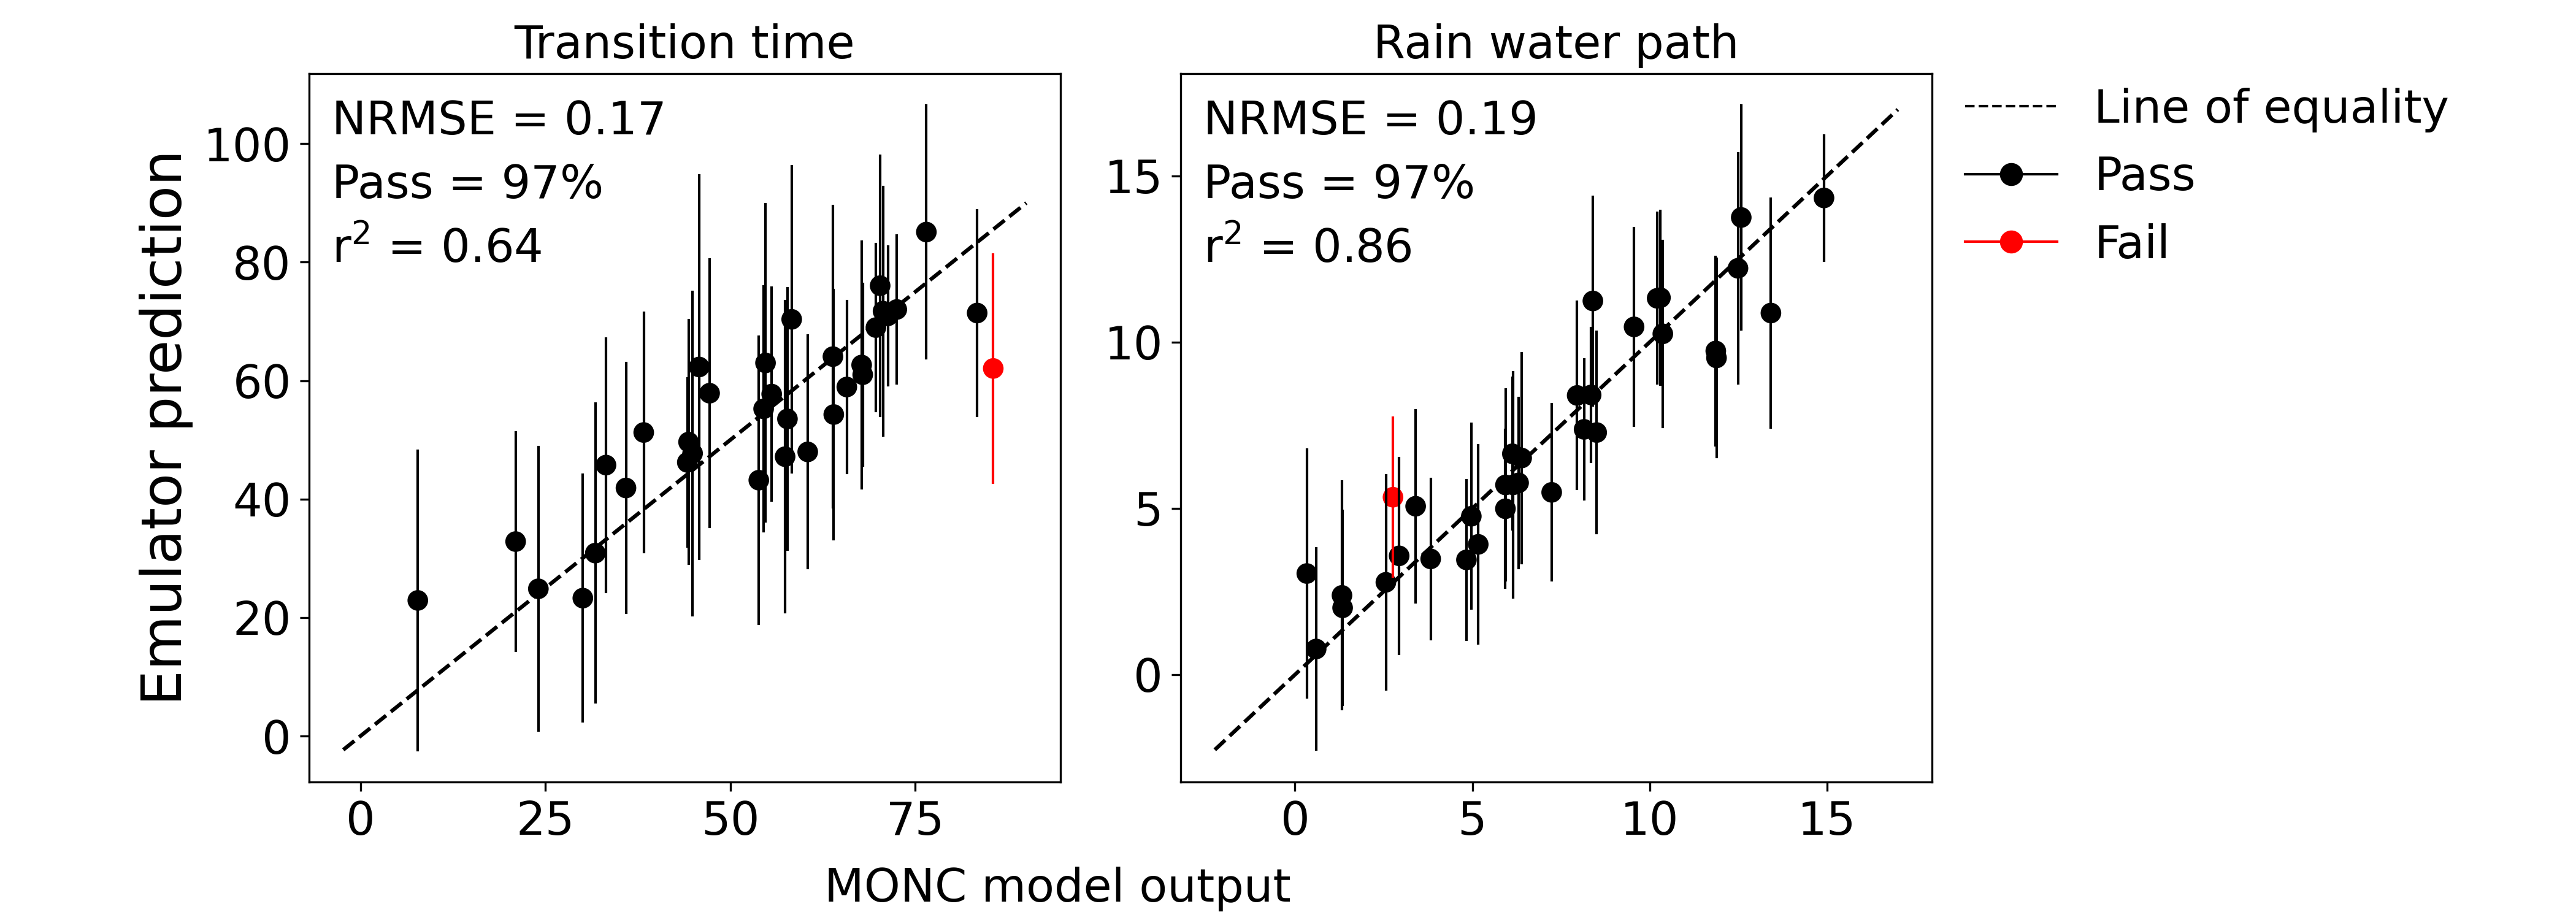 Transition time
NRMSE = 0.17
Pass = 97%
r² = 0.64
100
80
60
40
20
0
0 25 50 75
Emulator prediction
Rain water path
NRMSE = 0.19
Pass = 97%
r² = 0.86
15
10
5
0
0 5 10 15
MONC model output
Line of equality
Pass
Fail